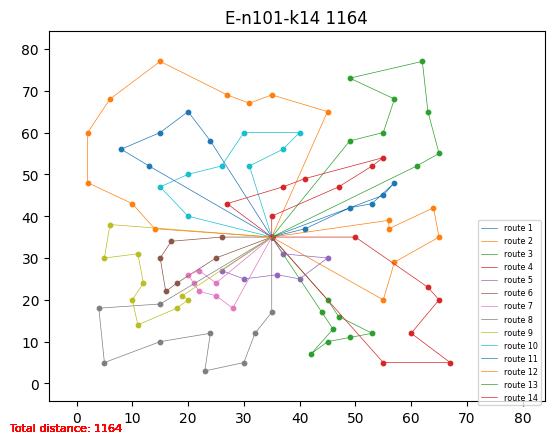 E-n101-k14 1164
80
70
60
50
40
30
20
10
0
route 1
route 2
route 3
route 4
route 5
route 6
route 7
route 8
route 9
route 10
route 11
route 12
route 13
route 14
0 10 20 30 40 50 60 70 80
Total distance: 1164